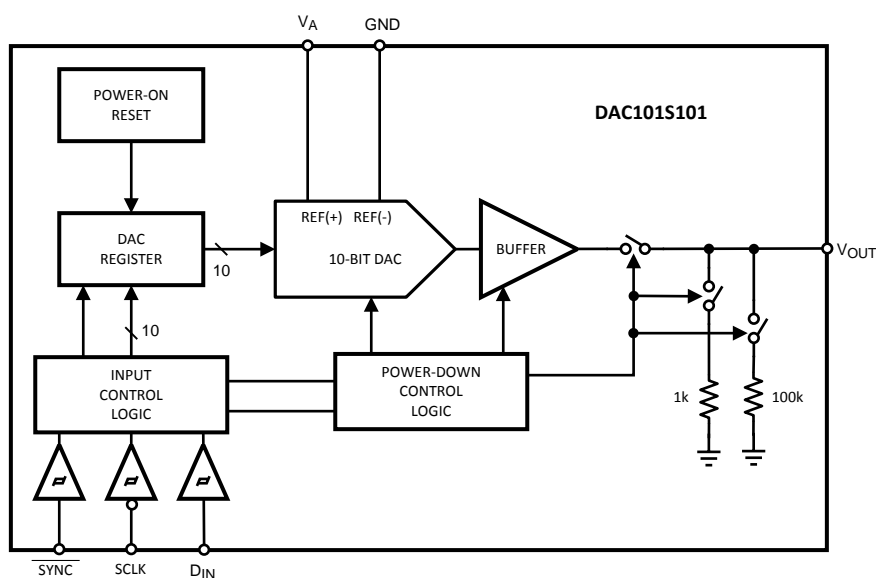 VA
GND
POWER-ON
RESET
DAC101S101
REF(+)
REF(-)
DAC
REGISTER
10
10-BIT DAC
BUFFER
VOUT
10
INPUT
CONTROL
LOGIC
POWER-DOWN
CONTROL
LOGIC
1k
100k
SYNC
SCLK
DIN